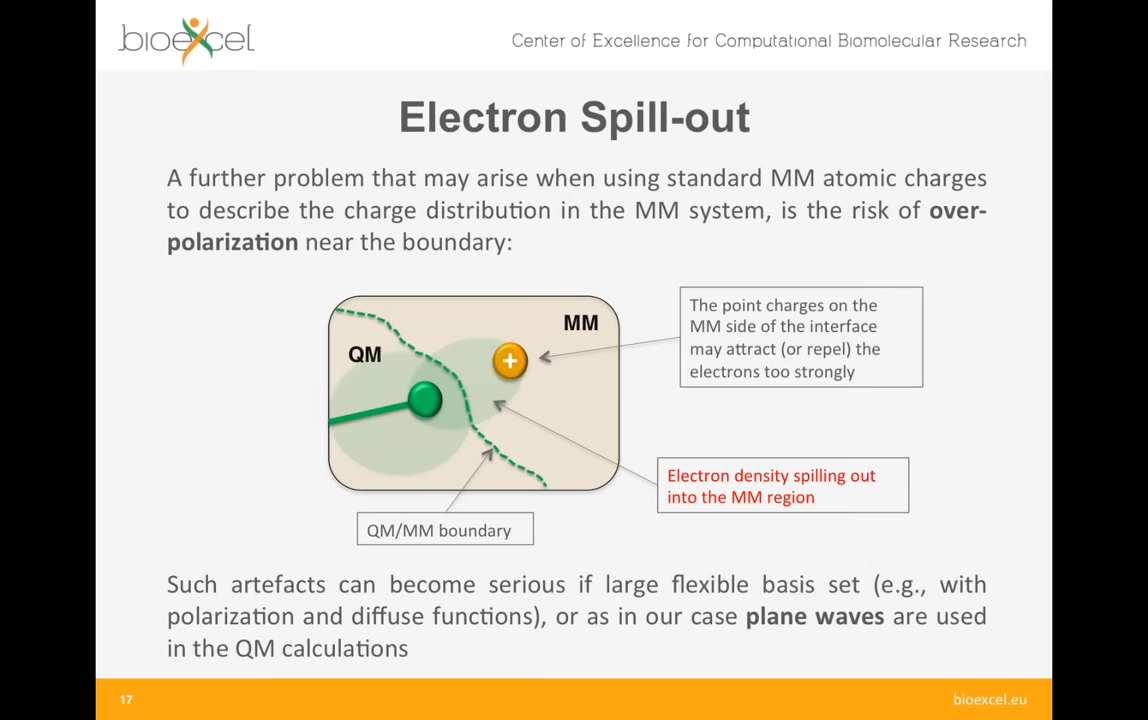 bioexcel
Center of Excellence for Computational Biomolecular Research
Electron Spill-out
A further problem that may arise when using standard MM atomic charges
to describe the charge distribution in the MM system, is the risk of over-
polarization near the boundary:
The point charges on the
MM side of the interface
may attract (or repel) the
electrons too strongly
MM
QM
+
Electron density spilling out
into the MM region
QM/MM boundary
Such artefacts can become serious if large flexible basis set (e.g., with
polarization and diffuse functions), or as in our case plane waves are used
in the QM calculations
17
bioexcel.eu